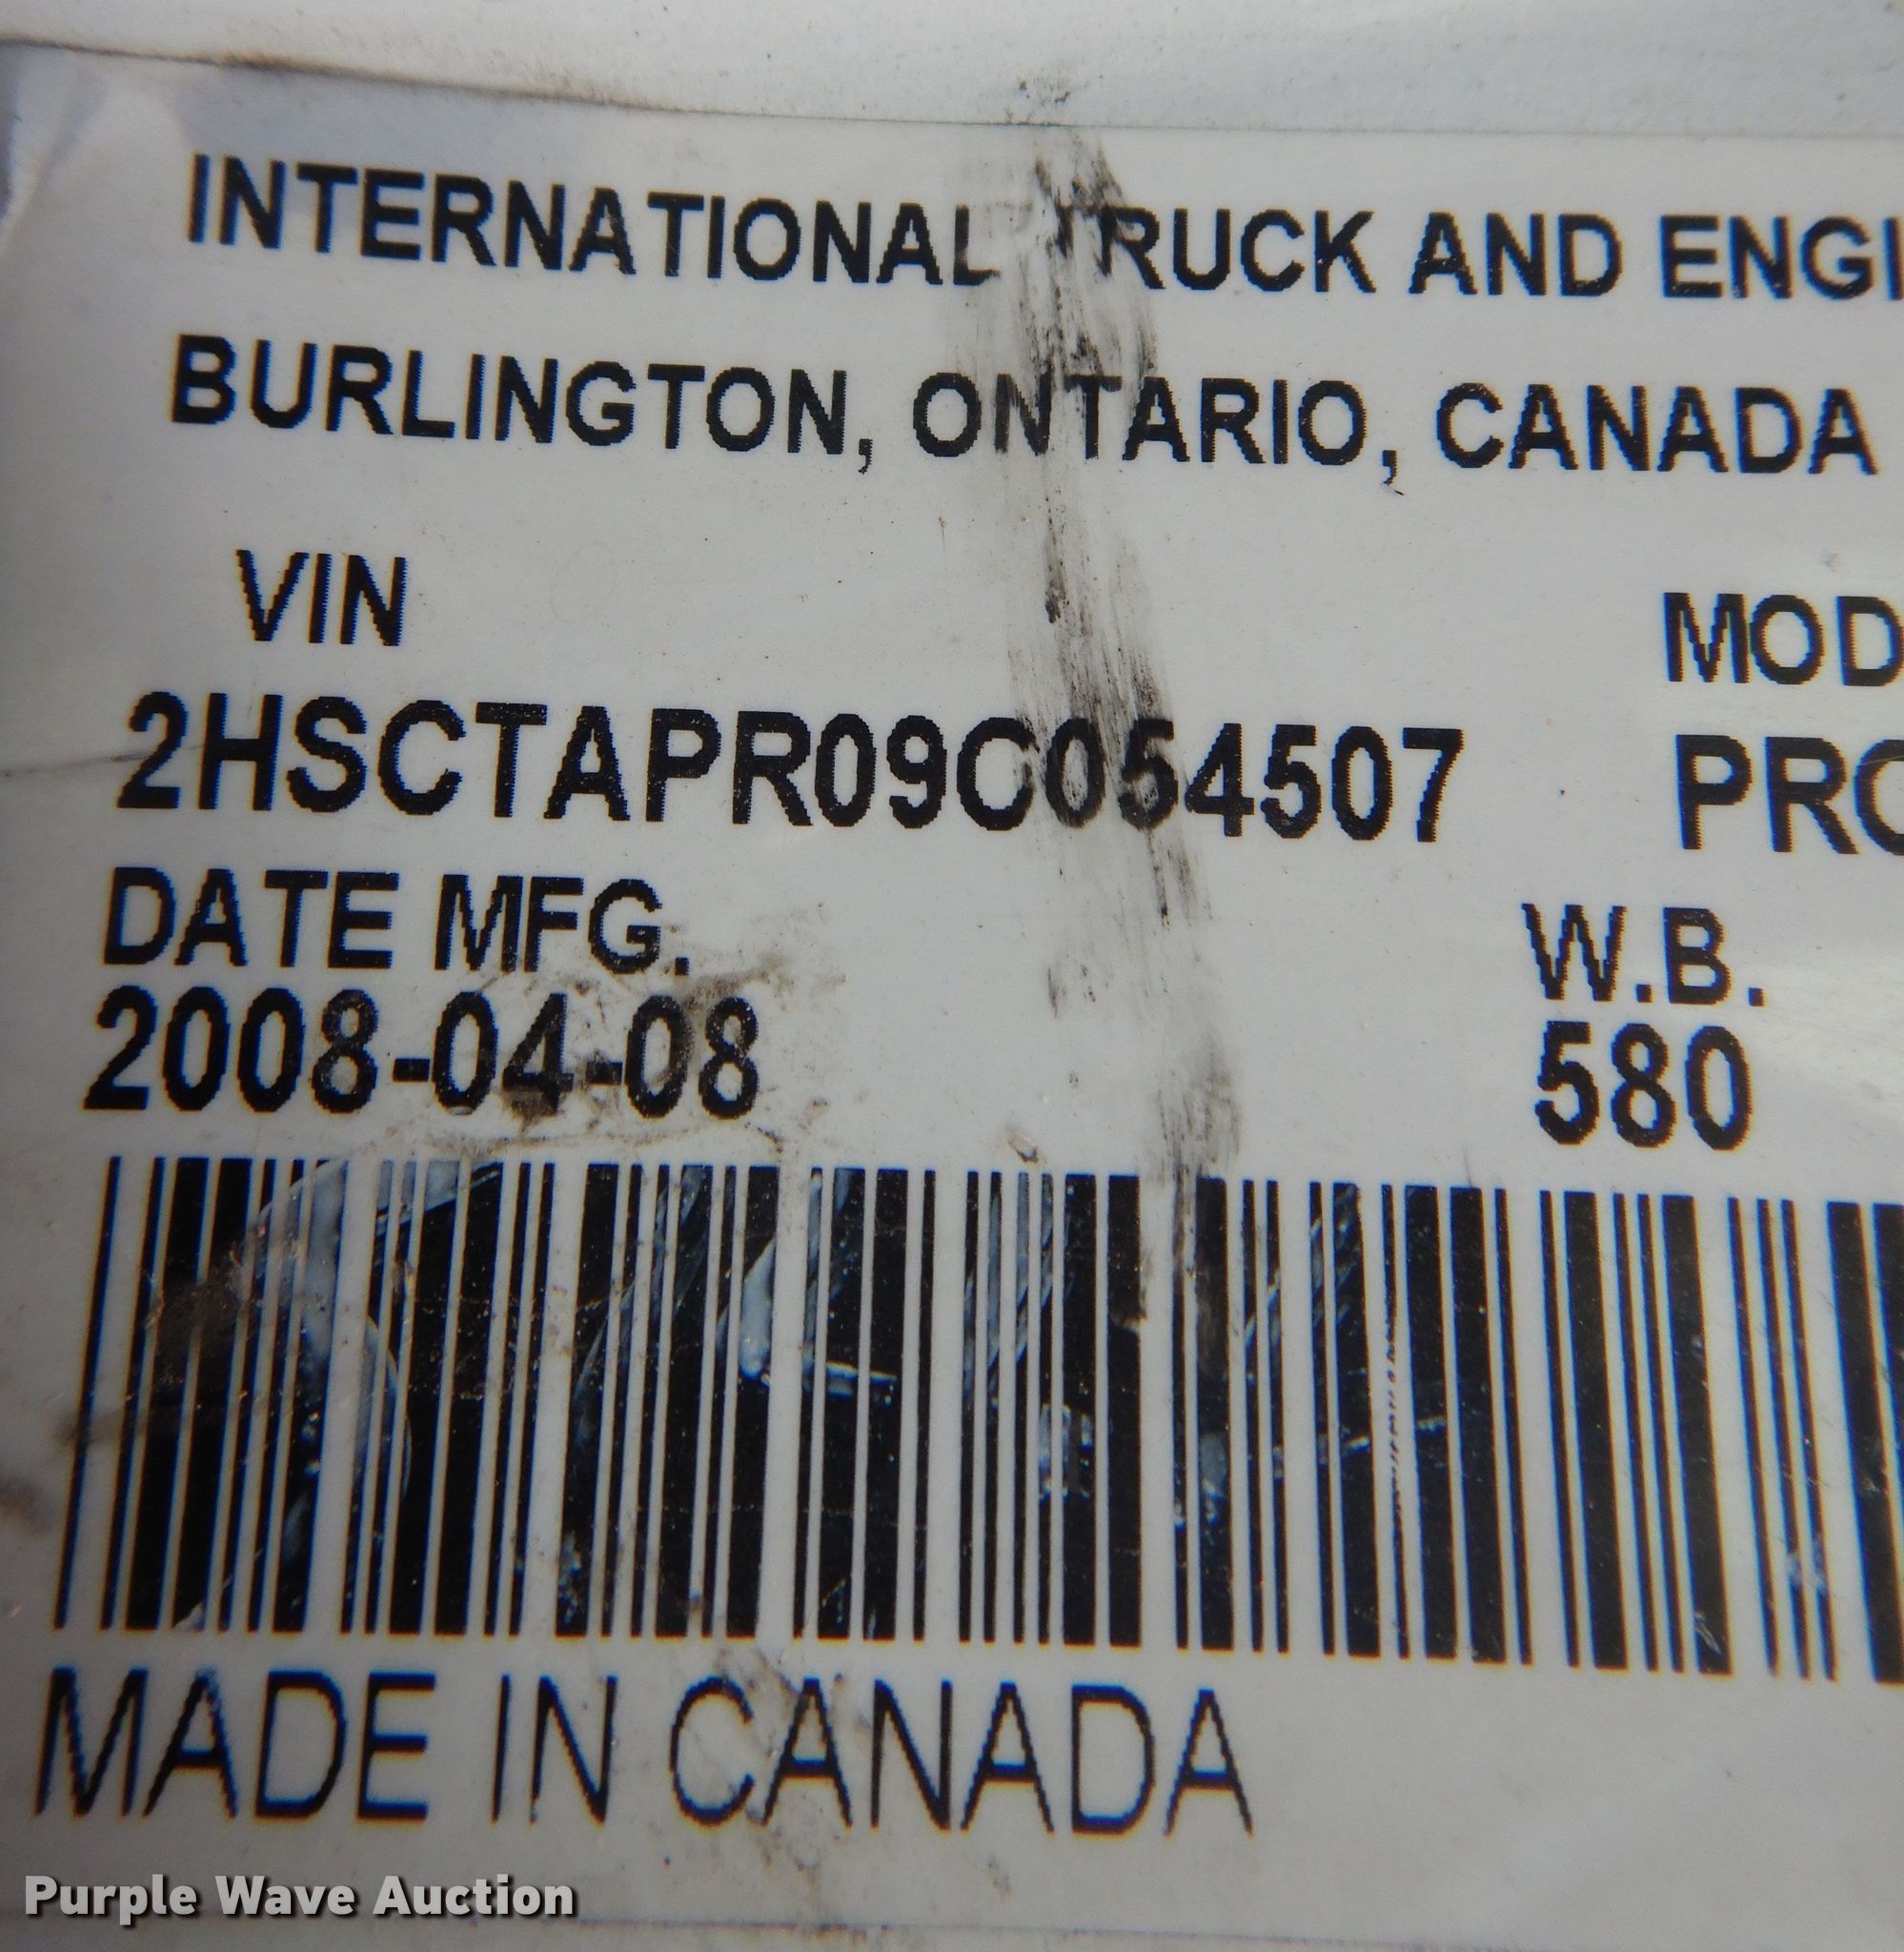 INTERNATIONAL TRUCK AND ENGI
BURLINGTON, ONTARIO, CANADA
VIN MOD
2HSCTAPR09C054507 PRO
DATE MFG. W.B.
2008-04-08 580
MADE IN CANADA
Purple Wave Auction